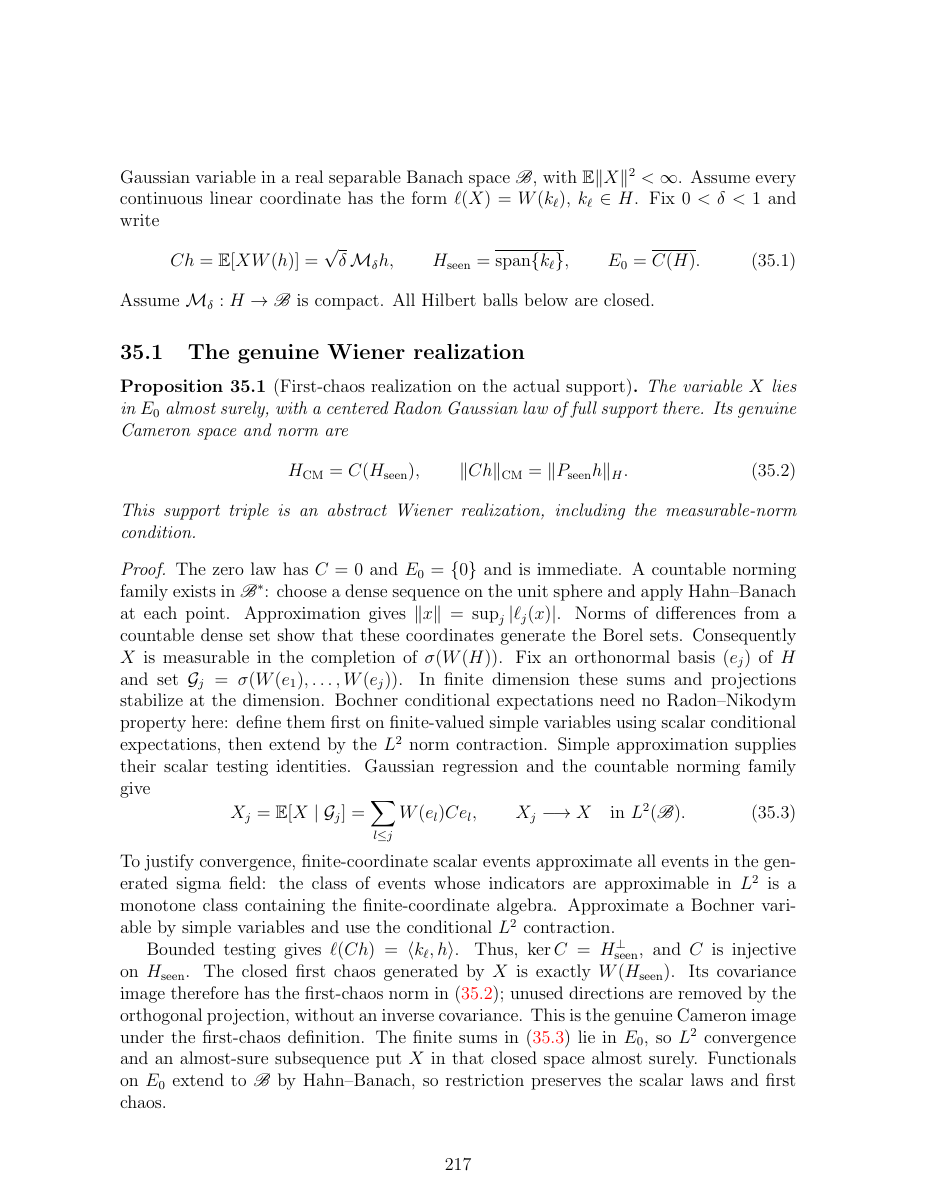 Gaussian variable in a real separable Banach space ℬ, with 𝔼‖X‖² < ∞. Assume every
continuous linear coordinate has the form ℓ(X) = W(k_ℓ), k_ℓ ∈ H. Fix 0 < δ < 1 and
write
Ch = 𝔼[XW(h)] = √δ ℳ_δ h, H_seen = \overline{span{k_ℓ}}, E₀ = \overline{C(H)}. (35.1)
Assume ℳ_δ : H → ℬ is compact. All Hilbert balls below are closed.
35.1 The genuine Wiener realization
Proposition 35.1 (First-chaos realization on the actual support). The variable X lies
in E₀ almost surely, with a centered Radon Gaussian law of full support there. Its genuine
Cameron space and norm are
H_CM = C(H_seen), ‖Ch‖_CM = ‖P_seen h‖_H. (35.2)
This support triple is an abstract Wiener realization, including the measurable-norm
condition.
Proof. The zero law has C = 0 and E₀ = {0} and is immediate. A countable norming
family exists in ℬ*: choose a dense sequence on the unit sphere and apply Hahn–Banach
at each point. Approximation gives ‖x‖ = sup_j |ℓ_j(x)|. Norms of differences from a
countable dense set show that these coordinates generate the Borel sets. Consequently
X is measurable in the completion of σ(W(H)). Fix an orthonormal basis (e_j) of H
and set 𝒢_j = σ(W(e₁), . . . , W(e_j)). In finite dimension these sums and projections
stabilize at the dimension. Bochner conditional expectations need no Radon–Nikodym
property here: define them first on finite-valued simple variables using scalar conditional
expectations, then extend by the L² norm contraction. Simple approximation supplies
their scalar testing identities. Gaussian regression and the countable norming family
give
X_j = 𝔼[X | 𝒢_j] = ∑_{l≤j} W(e_l)Ce_l, X_j ⟶ X in L²(ℬ). (35.3)
To justify convergence, finite-coordinate scalar events approximate all events in the gen-
erated sigma field: the class of events whose indicators are approximable in L² is a
monotone class containing the finite-coordinate algebra. Approximate a Bochner vari-
able by simple variables and use the conditional L² contraction.
Bounded testing gives ℓ(Ch) = ⟨k_ℓ, h⟩. Thus, ker C = H_seen^⊥, and C is injective
on H_seen. The closed first chaos generated by X is exactly W(H_seen). Its covariance
image therefore has the first-chaos norm in (35.2); unused directions are removed by the
orthogonal projection, without an inverse covariance. This is the genuine Cameron image
under the first-chaos definition. The finite sums in (35.3) lie in E₀, so L² convergence
and an almost-sure subsequence put X in that closed space almost surely. Functionals
on E₀ extend to ℬ by Hahn–Banach, so restriction preserves the scalar laws and first
chaos.
217